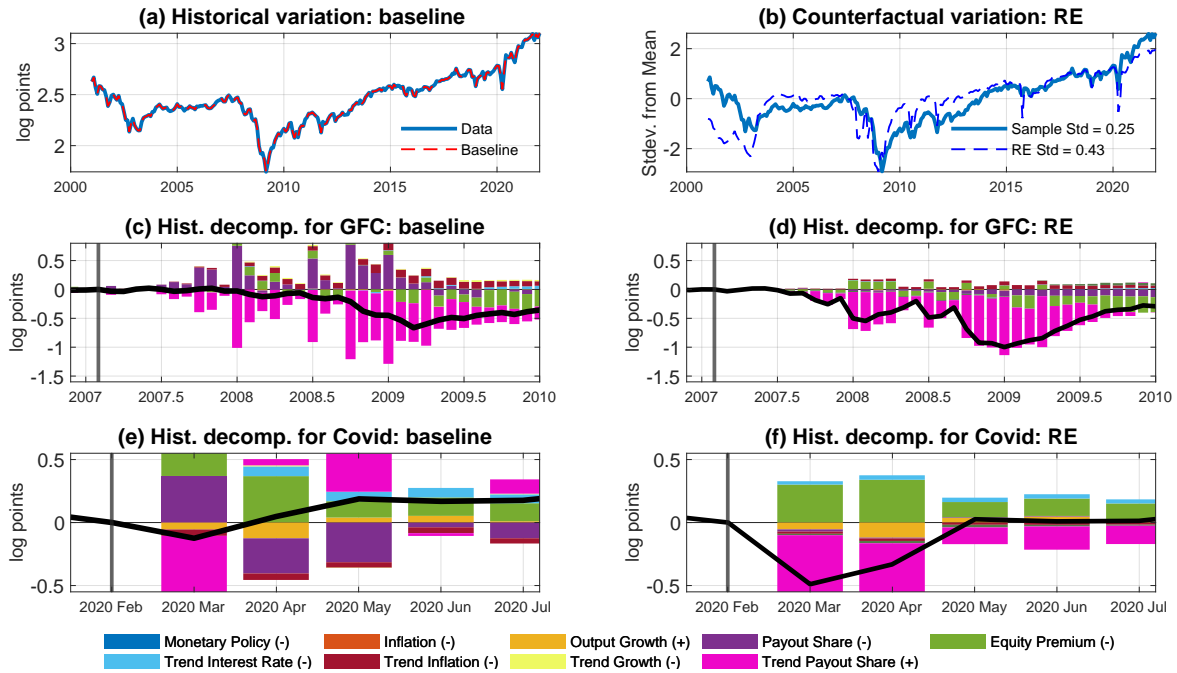 (a) Historical variation: baseline
(b) Counterfactual variation: RE
log points
3
2.5
2
Data
Baseline
2000
2005
2010
2015
2020
Stdev. from Mean
2
0
-2
Sample Std = 0.25
RE Std = 0.43
2000
2005
2010
2015
2020
(c) Hist. decomp. for GFC: baseline
(d) Hist. decomp. for GFC: RE
log points
0.5
0
-0.5
-1
-1.5
2007
2007.5
2008
2008.5
2009
2009.5
2010
log points
0.5
0
-0.5
-1
-1.5
2007
2007.5
2008
2008.5
2009
2009.5
2010
(e) Hist. decomp. for Covid: baseline
(f) Hist. decomp. for Covid: RE
log points
0.5
0
-0.5
2020 Feb
2020 Mar
2020 Apr
2020 May
2020 Jun
2020 Jul
log points
0.5
0
-0.5
2020 Feb
2020 Mar
2020 Apr
2020 May
2020 Jun
2020 Jul
Monetary Policy (-)
Inflation (-)
Output Growth (+)
Payout Share (-)
Equity Premium (-)
Trend Interest Rate (-)
Trend Inflation (-)
Trend Growth (-)
Trend Payout Share (+)